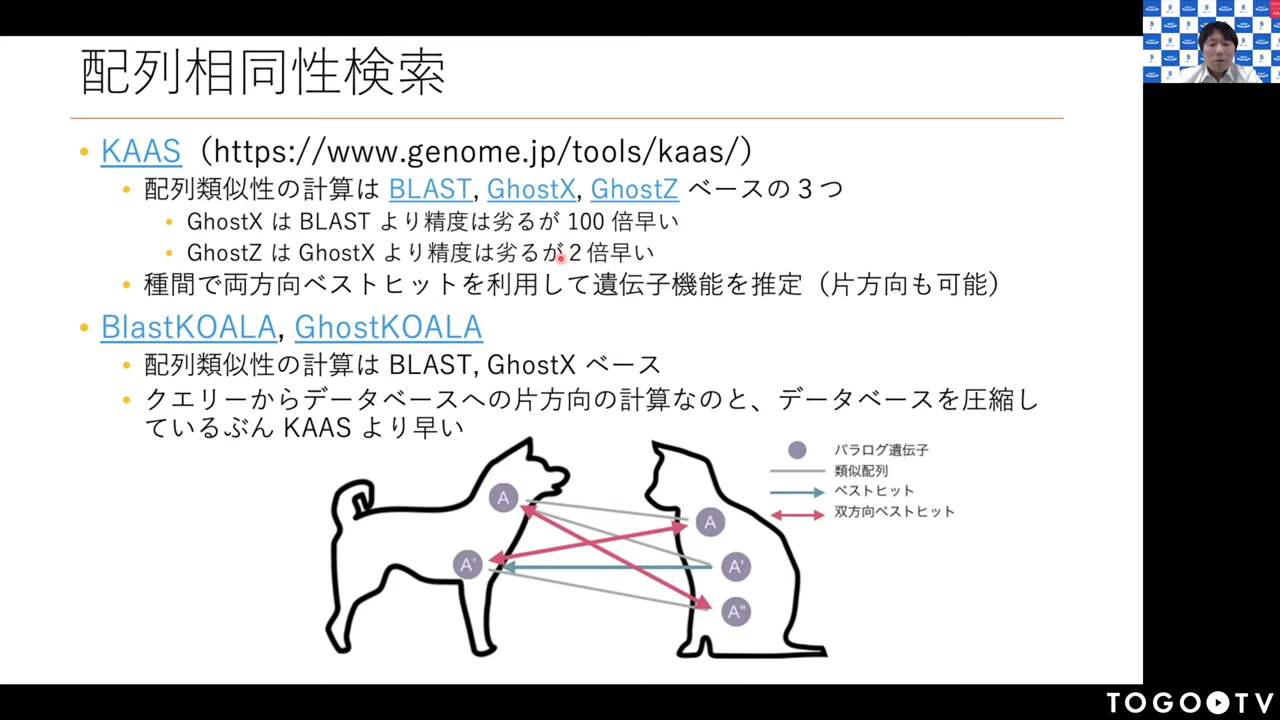 配列相同性検索
• KAAS（https://www.genome.jp/tools/kaas/）
• 配列類似性の計算は BLAST, GhostX, GhostZ ベースの３つ
• GhostX は BLAST より精度は劣るが 100 倍早い
• GhostZ は GhostX より精度は劣るが２倍早い
• 種間で両方向ベストヒットを利用して遺伝子機能を推定（片方向も可能）
• BlastKOALA, GhostKOALA
• 配列類似性の計算は BLAST, GhostX ベース
• クエリーからデータベースへの片方向の計算なのと、データベースを圧縮し
ているぶん KAAS より早い
パラログ遺伝子
類似配列
ベストヒット
双方向ベストヒット
A
A
A'
A'
A"
TOGO TV